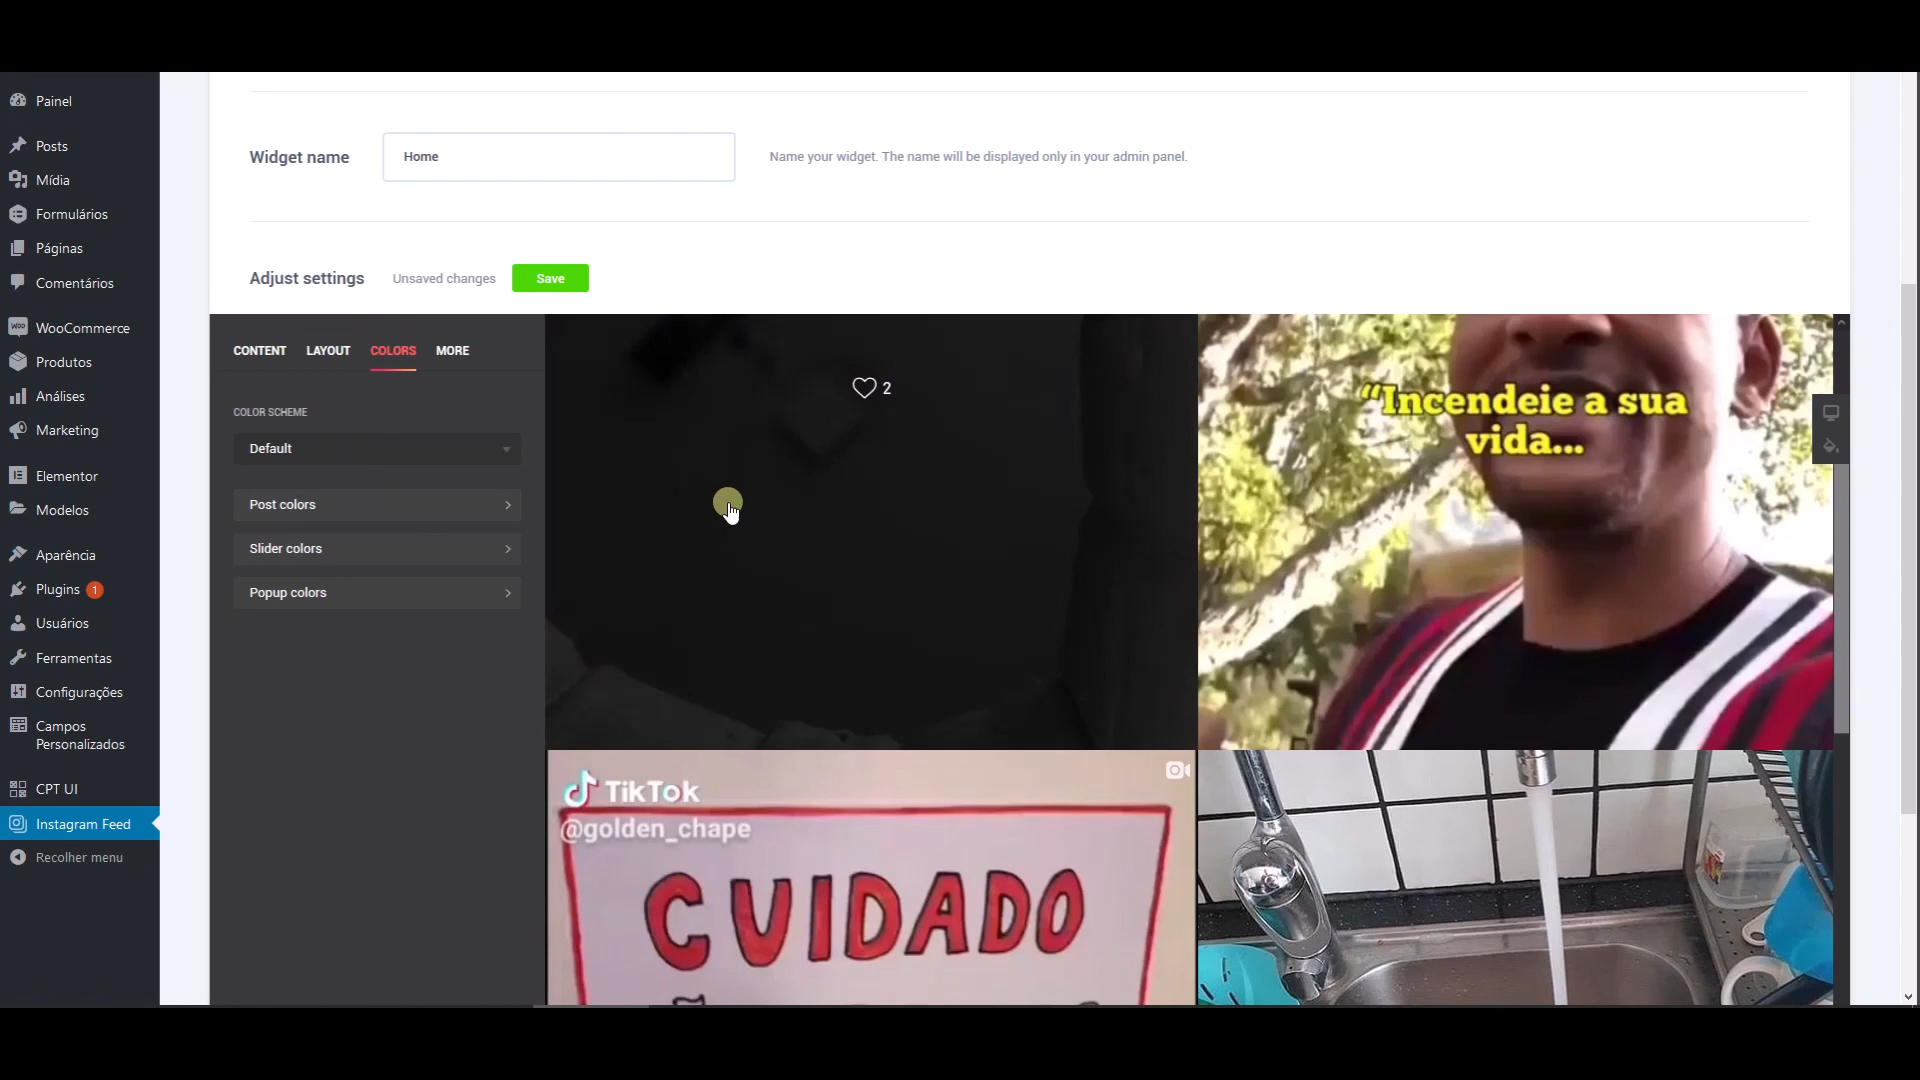 Painel
Posts
Mídia
Formulários
Páginas
Comentários
WooCommerce
Produtos
Análises
Marketing
Elementor
Modelos
Aparência
Plugins 1
Usuários
Ferramentas
Configurações
Campos
Personalizados
CPT UI
Instagram Feed
Recolher menu
Widget name
Home
Name your widget. The name will be displayed only in your admin panel.
Adjust settings
Unsaved changes
Save
CONTENT LAYOUT COLORS MORE
COLOR SCHEME
Default
Post colors
Slider colors
Popup colors
2
“Incendeie a sua
vida...
TikTok
@golden_chape
CUIDADO